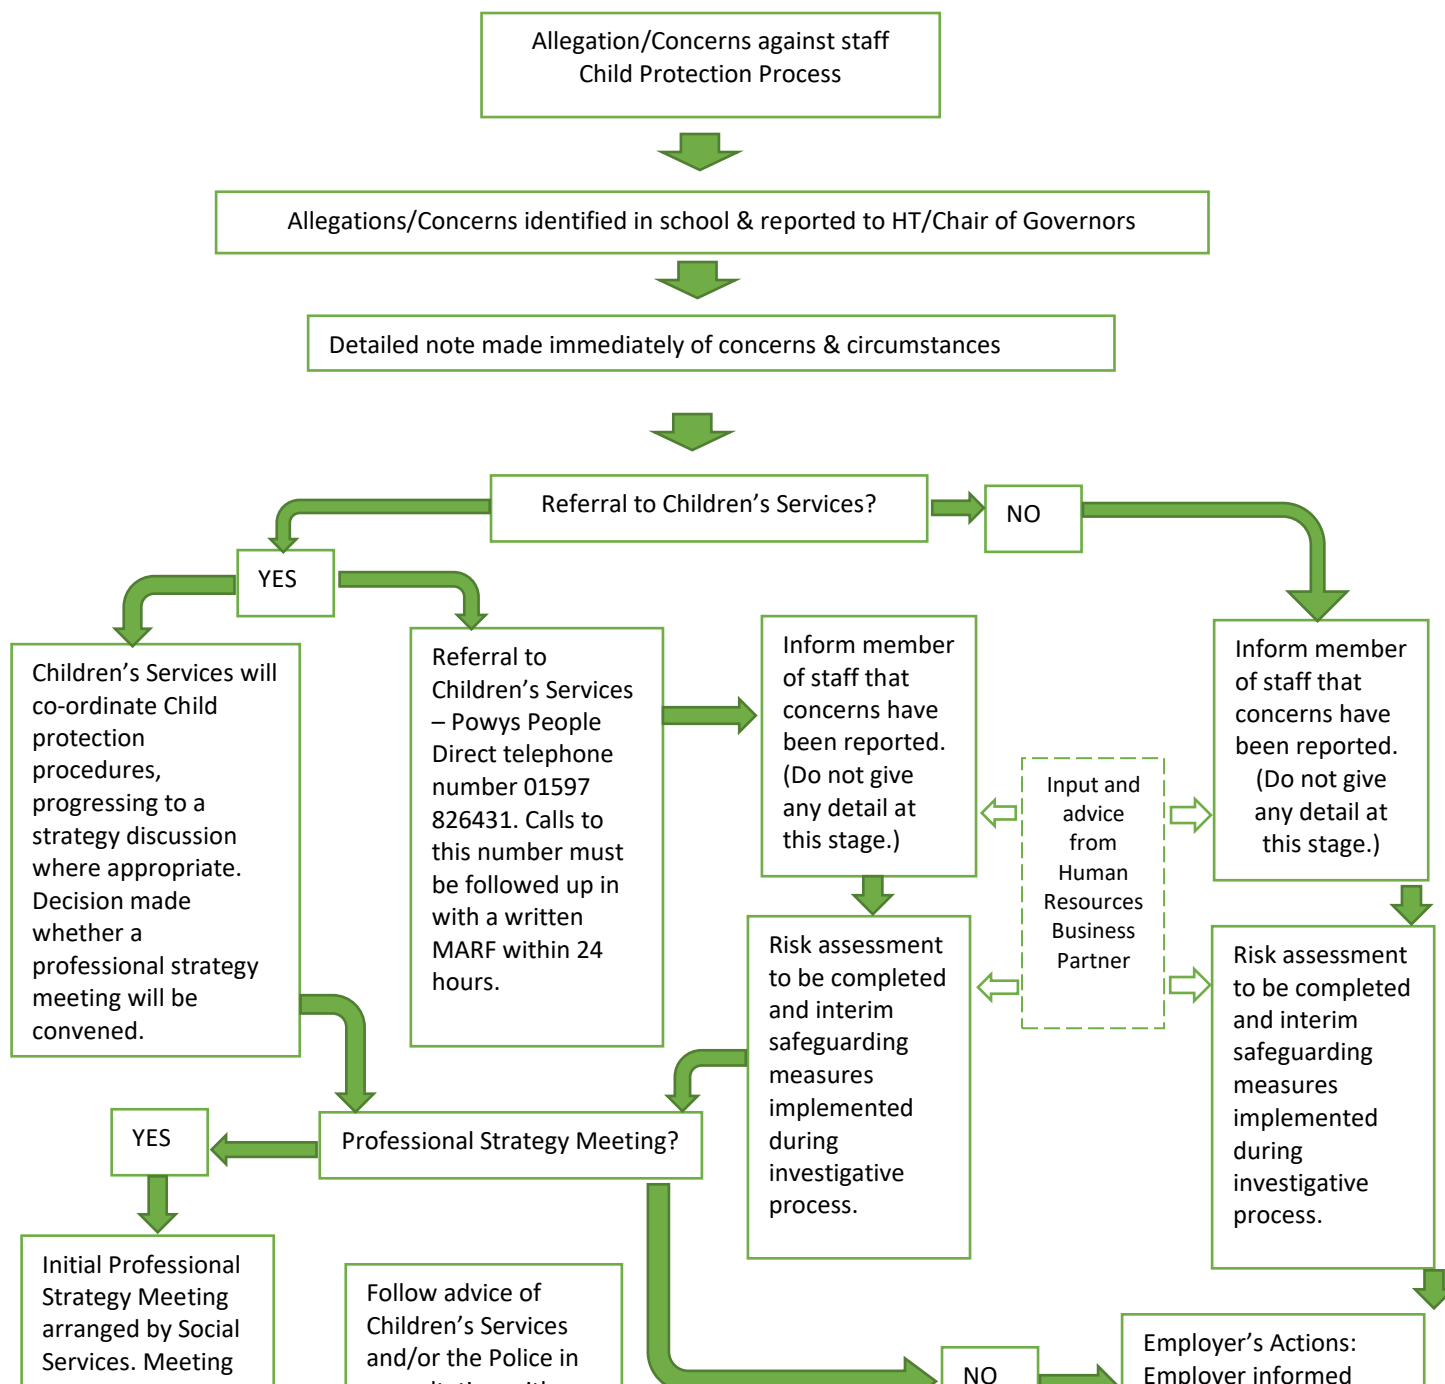 Allegation/Concerns against staff
Child Protection Process
Allegations/Concerns identified in school & reported to HT/Chair of Governors
Detailed note made immediately of concerns & circumstances
Referral to Children’s Services?
NO
YES
Children’s Services will
co-ordinate Child
protection
procedures,
progressing to a
strategy discussion
where appropriate.
Decision made
whether a
professional strategy
meeting will be
convened.
Referral to
Children’s Services
– Powys People
Direct telephone
number 01597
826431. Calls to
this number must
be followed up in
with a written
MARF within 24
hours.
Inform member
of staff that
concerns have
been reported.
(Do not give
any detail at
this stage.)
Input and
advice
from
Human
Resources
Business
Partner
Inform member
of staff that
concerns have
been reported.
(Do not give
any detail at
this stage.)
Risk assessment
to be completed
and interim
safeguarding
measures
implemented
during
investigative
process.
Risk assessment
to be completed
and interim
safeguarding
measures
implemented
during
investigative
process.
Professional Strategy Meeting?
YES
Initial Professional
Strategy Meeting
arranged by Social
Services. Meeting
Follow advice of
Children’s Services
and/or the Police in
NO
Employer’s Actions:
Employer informed